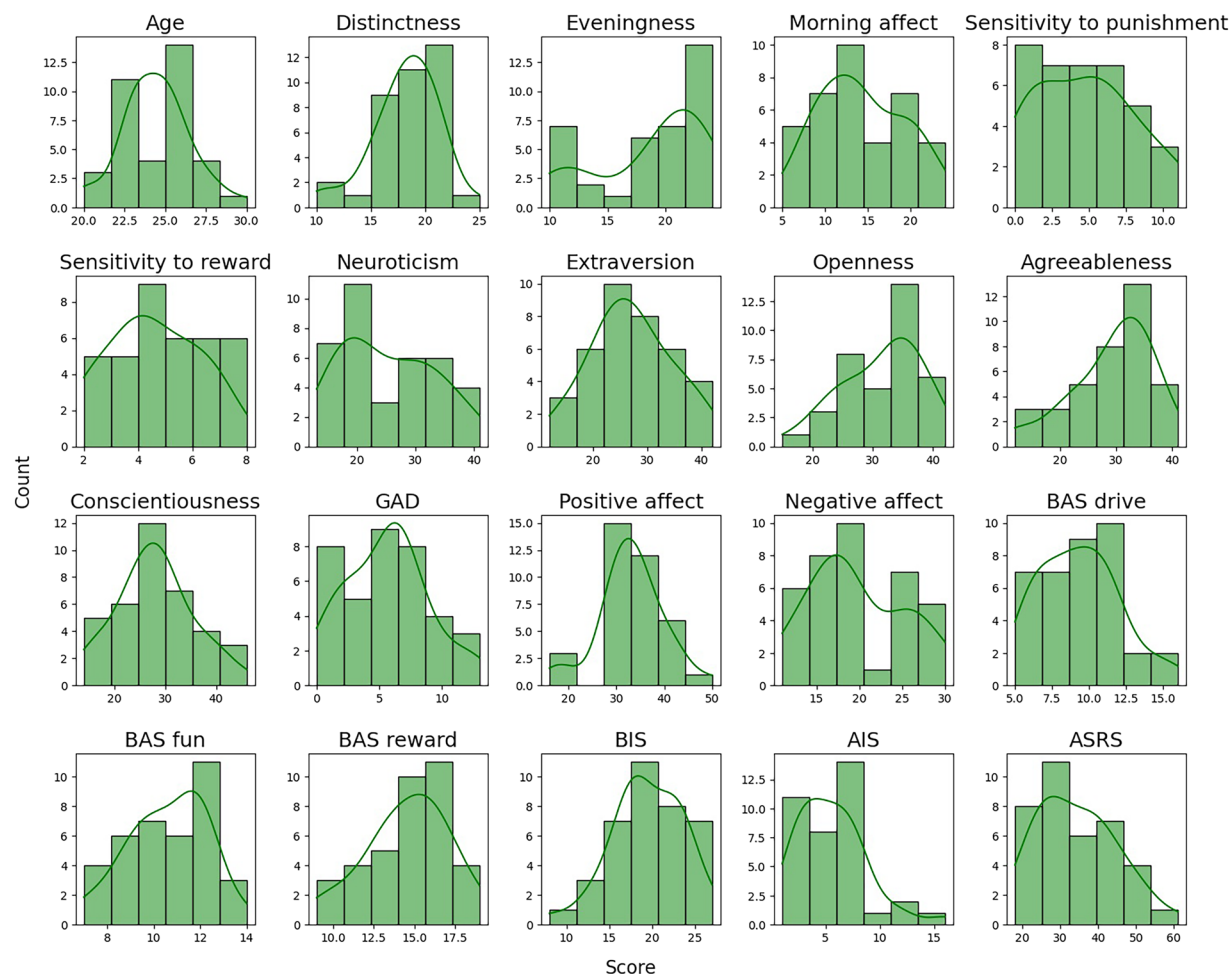 Age Distinctness Eveningness Morning affect Sensitivity to punishment
12.5 10.0 7.5 5.0 2.5 0.0
12 10 8 6 4 2 0
12.5 10.0 7.5 5.0 2.5 0.0
10 8 6 4 2 0
8 6 4 2 0
20.0 22.5 25.0 27.5 30.0
10 15 20 25
10 15 20
5 10 15 20
0.0 2.5 5.0 7.5 10.0
Sensitivity to reward Neuroticism Extraversion Openness Agreeableness
8 6 4 2 0
10 8 6 4 2 0
10 8 6 4 2 0
12.5 10.0 7.5 5.0 2.5 0.0
12 10 8 6 4 2 0
2 4 6 8
20 30 40
20 30 40
20 30 40
20 30 40
Count
Conscientiousness GAD Positive affect Negative affect BAS drive
12 10 8 6 4 2 0
8 6 4 2 0
15.0 12.5 10.0 7.5 5.0 2.5 0.0
10 8 6 4 2 0
10 8 6 4 2 0
20 30 40
0 5 10
20 30 40 50
15 20 25 30
5.0 7.5 10.0 12.5 15.0
BAS fun BAS reward BIS AIS ASRS
10 8 6 4 2 0
10 8 6 4 2 0
10 8 6 4 2 0
12.5 10.0 7.5 5.0 2.5 0.0
10 8 6 4 2 0
8 10 12 14
10.0 12.5 15.0 17.5
10 15 20 25
5 10 15
20 30 40 50 60
Score